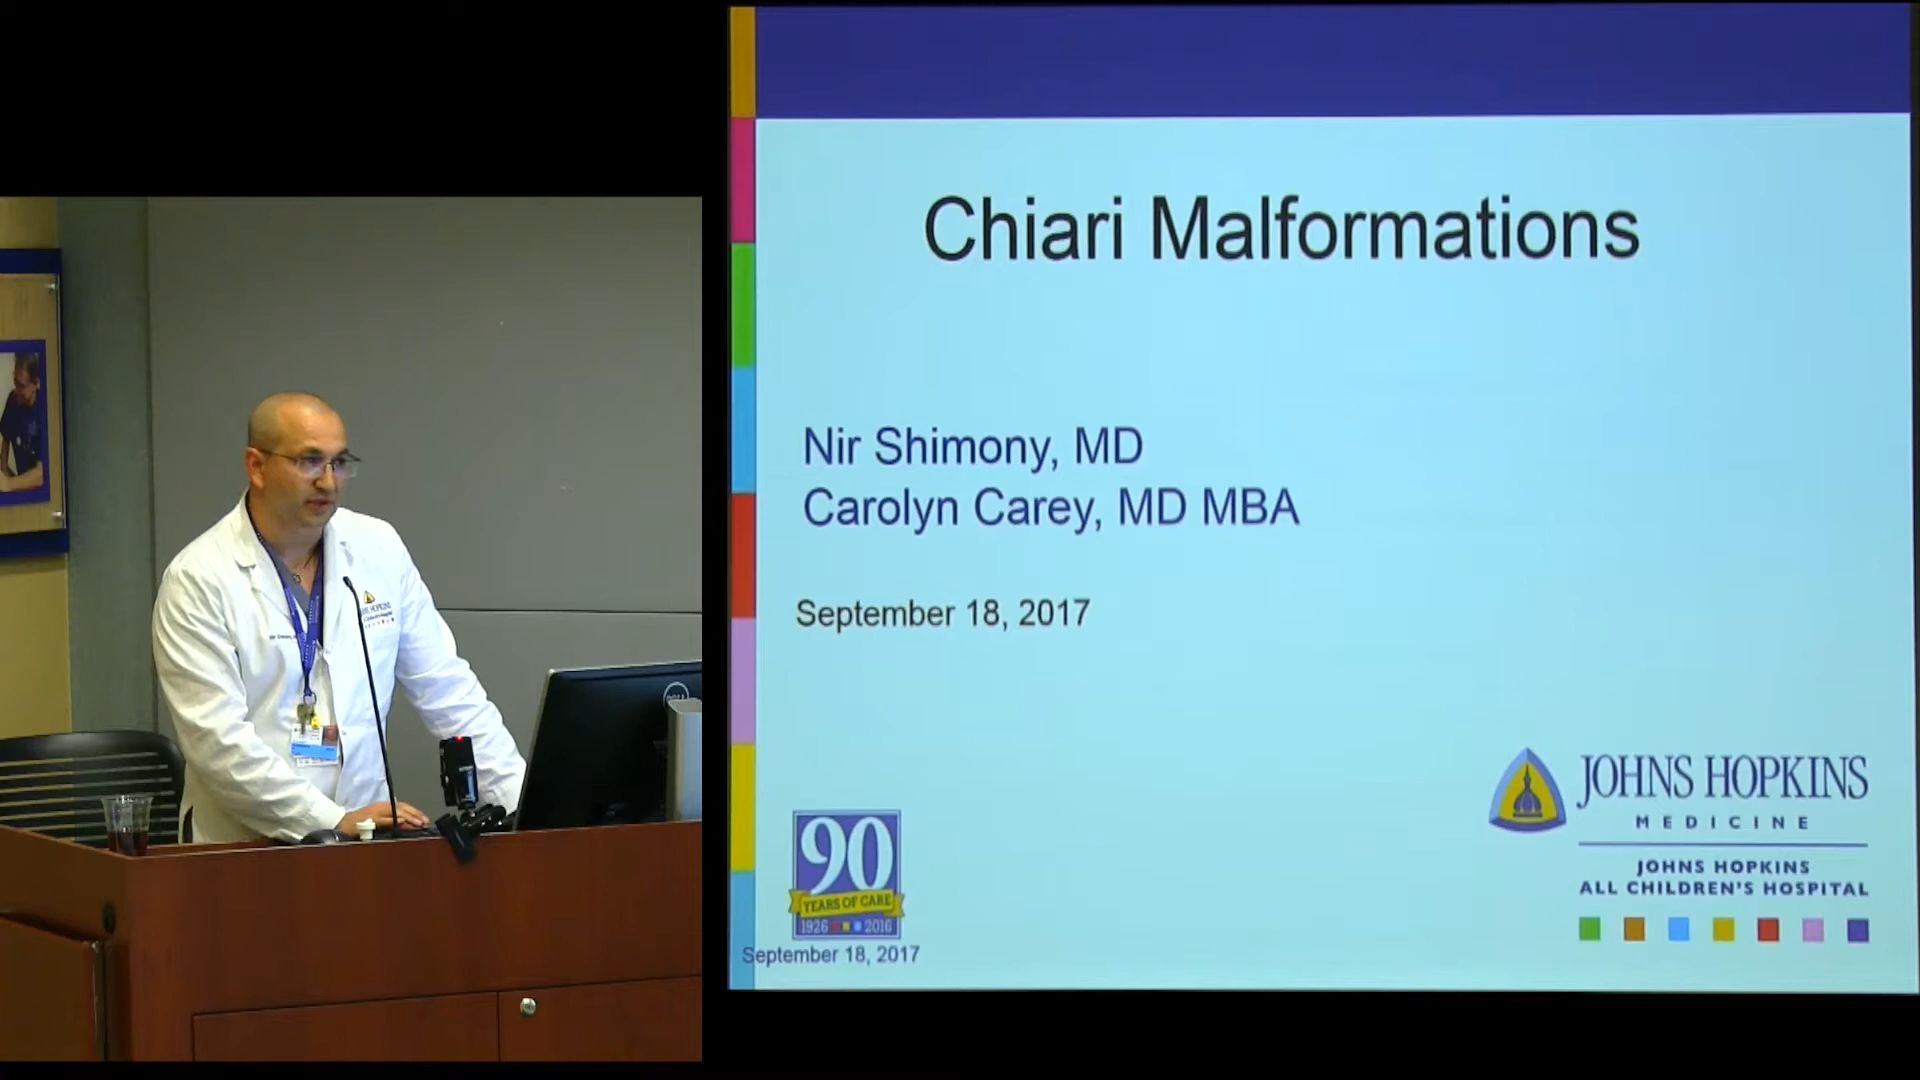 Chiari Malformations
Nir Shimony, MD
Carolyn Carey, MD MBA
September 18, 2017
90
YEARS OF CARE
1926 2016
September 18, 2017
JOHNS HOPKINS
MEDICINE
JOHNS HOPKINS
ALL CHILDREN'S HOSPITAL
DELL